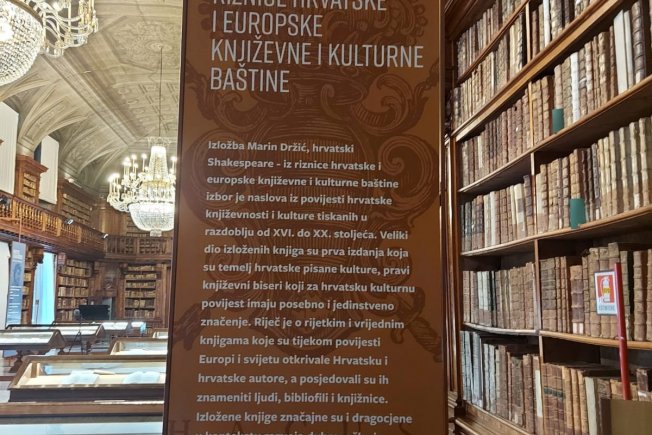 RIZNICE HRVATSKE
I EUROPSKE
KNJIŽEVNE I KULTURNE
BAŠTINE
Izložba Marin Držić, hrvatski
Shakespeare - iz riznice hrvatske i
europske književne i kulturne baštine
izbor je naslova iz povijesti hrvatske
književnosti i kulture tiskanih u
razdoblju od XVI. do XX. stoljeća. Veliki
dio izloženih knjiga su prva izdanja koja
su temelj hrvatske pisane kulture, pravi
književni biseri koji za hrvatsku kulturnu
povijest imaju posebno i jedinstveno
značenje. Riječ je o rijetkim i vrijednim
knjigama koje su tijekom povijesti
Europi i svijetu otkrivale Hrvatsku i
hrvatske autore, a posjedovali su ih
znameniti ljudi, bibliofili i knjižnice.
Izložene knjige značajne su i dragocjene